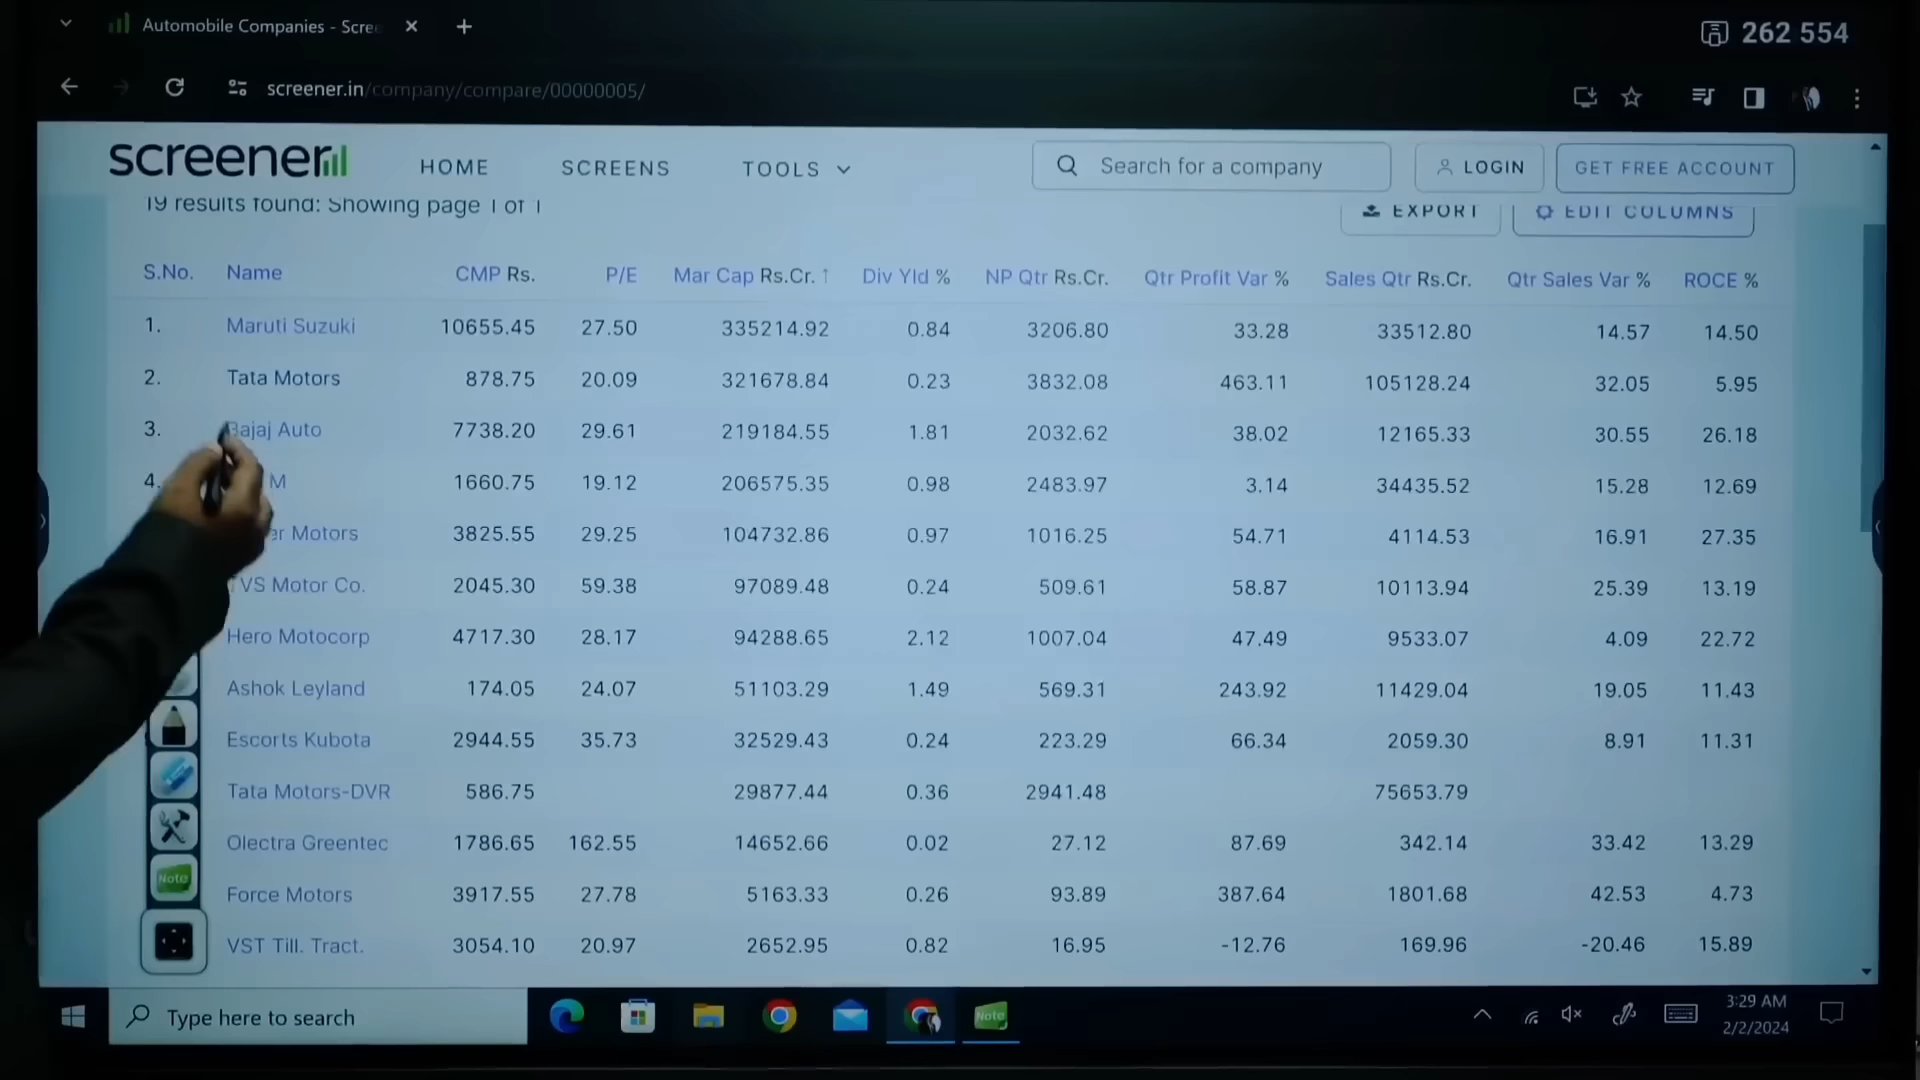 Automobile Companies - Scree
262 554
screener.in/company/compare/00000005/
screener HOME SCREENS TOOLS Search for a company LOGIN GET FREE ACCOUNT
19 results found: Showing page 1 of 1 EXPORT EDIT COLUMNS
S.No. Name CMP Rs. P/E Mar Cap Rs.Cr. ↑ Div Yld % NP Qtr Rs.Cr. Qtr Profit Var % Sales Qtr Rs.Cr. Qtr Sales Var % ROCE %
1. Maruti Suzuki 10655.45 27.50 335214.92 0.84 3206.80 33.28 33512.80 14.57 14.50
2. Tata Motors 878.75 20.09 321678.84 0.23 3832.08 463.11 105128.24 32.05 5.95
3. Bajaj Auto 7738.20 29.61 219184.55 1.81 2032.62 38.02 12165.33 30.55 26.18
4. M 1660.75 19.12 206575.35 0.98 2483.97 3.14 34435.52 15.28 12.69
er Motors 3825.55 29.25 104732.86 0.97 1016.25 54.71 4114.53 16.91 27.35
TVS Motor Co. 2045.30 59.38 97089.48 0.24 509.61 58.87 10113.94 25.39 13.19
Hero Motocorp 4717.30 28.17 94288.65 2.12 1007.04 47.49 9533.07 4.09 22.72
Ashok Leyland 174.05 24.07 51103.29 1.49 569.31 243.92 11429.04 19.05 11.43
Escorts Kubota 2944.55 35.73 32529.43 0.24 223.29 66.34 2059.30 8.91 11.31
Tata Motors-DVR 586.75 29877.44 0.36 2941.48 75653.79
Olectra Greentec 1786.65 162.55 14652.66 0.02 27.12 87.69 342.14 33.42 13.29
Note
Force Motors 3917.55 27.78 5163.33 0.26 93.89 387.64 1801.68 42.53 4.73
VST Till. Tract. 3054.10 20.97 2652.95 0.82 16.95 -12.76 169.96 -20.46 15.89
Type here to search
Note
3:29 AM
2/2/2024